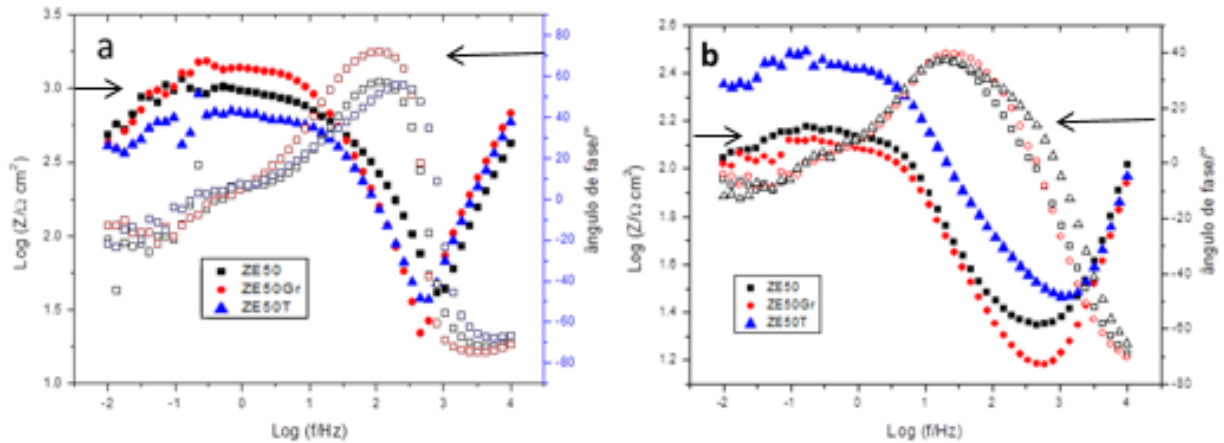 a
3.5
3.0
2.5
2.0
1.5
1.0
Log (Z/Ω cm²)
-2 -1 0 1 2 3 4
Log (f/Hz)
80
60
40
20
0
-20
-40
-60
-80
ângulo de fase/°
ZE50
ZE50Gr
ZE50T
b
2.6
2.4
2.2
2.0
1.8
1.6
1.4
1.2
Log (Z/Ω cm²)
-2 -1 0 1 2 3 4
Log (f/Hz)
40
20
0
-20
-40
-60
-80
ângulo de fase/°
ZE50
ZE50Gr
ZE50T